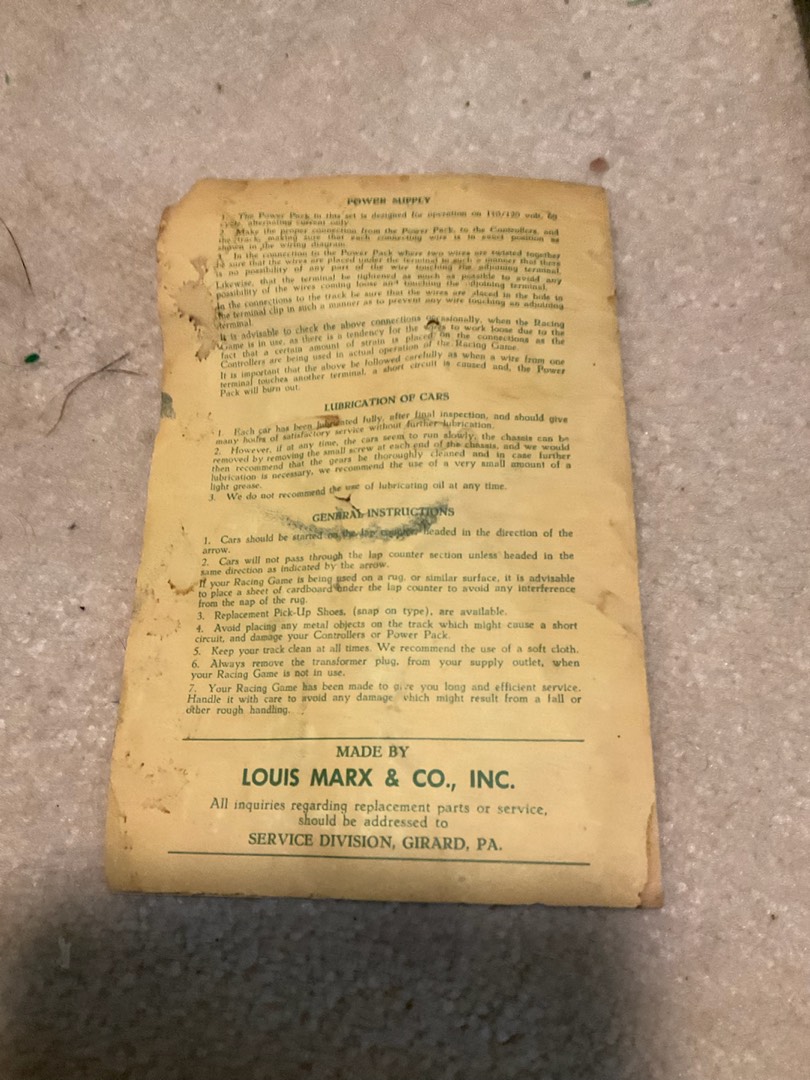 POWER SUPPLY
1. The Power Pack in this set is designed for operation on 110/120 volt, 60
cycle, alternating current only.
2. Make the proper connection from the Power Pack, to the Controllers, and
the track, making sure that each connecting wire is in exact position as
shown in the wiring diagram.
3. In the connection to the Power Pack where two wires are twisted together
be sure that the wires are placed under the terminal in such a manner that there
is no possibility of any part of the wire touching the adjoining terminal.
Likewise, that the terminal be tightened as much as possible to avoid any
possibility of the wires coming loose and touching the adjoining terminal.
In the connections to the track be sure that the wires are placed in the hole in
the terminal clip in such a manner as to prevent any wire touching an adjoining
terminal.
It is advisable to check the above connections occasionally, when the Racing
Game is in use, as there is a tendency for the wires to work loose due to the
fact that a certain amount of strain is placed on the connections as the
Controllers are being used in actual operation of the Racing Game.
It is important that the above be followed carefully as when a wire from one
terminal touches another terminal, a short circuit is caused and, the Power
Pack will burn out.
LUBRICATION OF CARS
1. Each car has been lubricated fully, after final inspection, and should give
many hours of satisfactory service without further lubrication.
2. However, if at any time, the cars seem to run slowly, the chassis can be
removed by removing the small screw at each end of the chassis, and we would
then recommend that the gears be thoroughly cleaned and in case further
lubrication is necessary, we recommend the use of a very small amount of a
light grease.
3. We do not recommend the use of lubricating oil at any time.
GENERAL INSTRUCTIONS
1. Cars should be started on the lap counter, headed in the direction of the
arrow.
2. Cars will not pass through the lap counter section unless headed in the
same direction as indicated by the arrow.
If your Racing Game is being used on a rug, or similar surface, it is advisable
to place a sheet of cardboard under the lap counter to avoid any interference
from the nap of the rug.
3. Replacement Pick-Up Shoes, (snap on type), are available.
4. Avoid placing any metal objects on the track which might cause a short
circuit, and damage your Controllers or Power Pack.
5. Keep your track clean at all times. We recommend the use of a soft cloth.
6. Always remove the transformer plug, from your supply outlet, when
your Racing Game is not in use.
7. Your Racing Game has been made to give you long and efficient service.
Handle it with care to avoid any damage which might result from a fall or
other rough handling.
MADE BY
LOUIS MARX & CO., INC.
All inquiries regarding replacement parts or service,
should be addressed to
SERVICE DIVISION, GIRARD, PA.